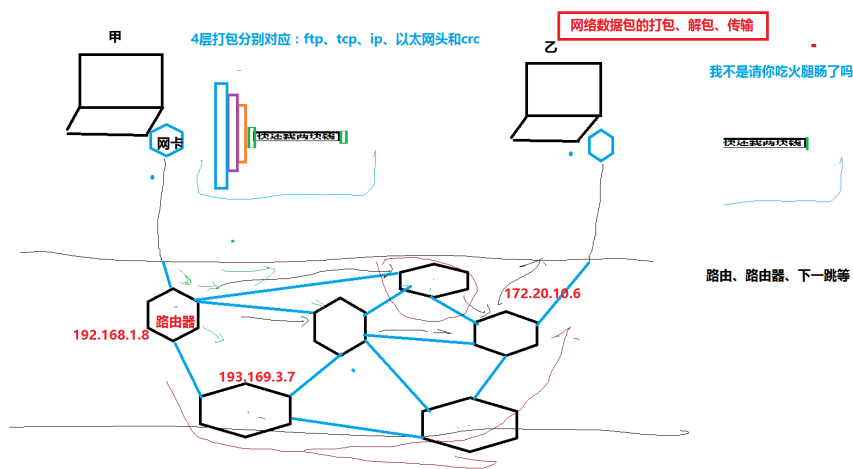 网络数据包的打包、解包、传输
甲
4层打包分别对应：ftp、tcp、ip、以太网头和crc
乙
我不是请你吃火腿肠了吗
网卡
快还我两块钱
快还我两块钱
路由、路由器、下一跳等
172.20.10.6
路由器
192.168.1.8
193.169.3.7